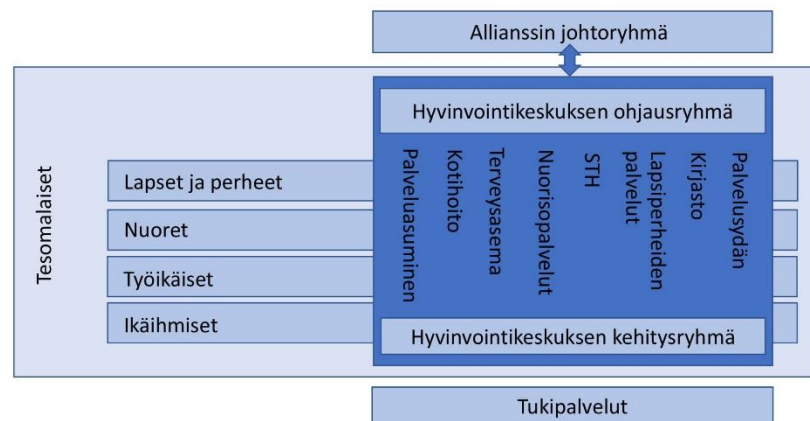 Allianssin johtoryhmä
Hyvinvointikeskuksen ohjausryhmä
Tesomalaiset
Lapset ja perheet
Nuoret
Työikäiset
Ikäihmiset
Palveluasuminen
Kotihoito
Terveysasema
Nuorisopalvelut
STH
Lapsiperheiden
palvelut
Kirjasto
Palvelusydän
Hyvinvointikeskuksen kehitysryhmä
Tukipalvelut